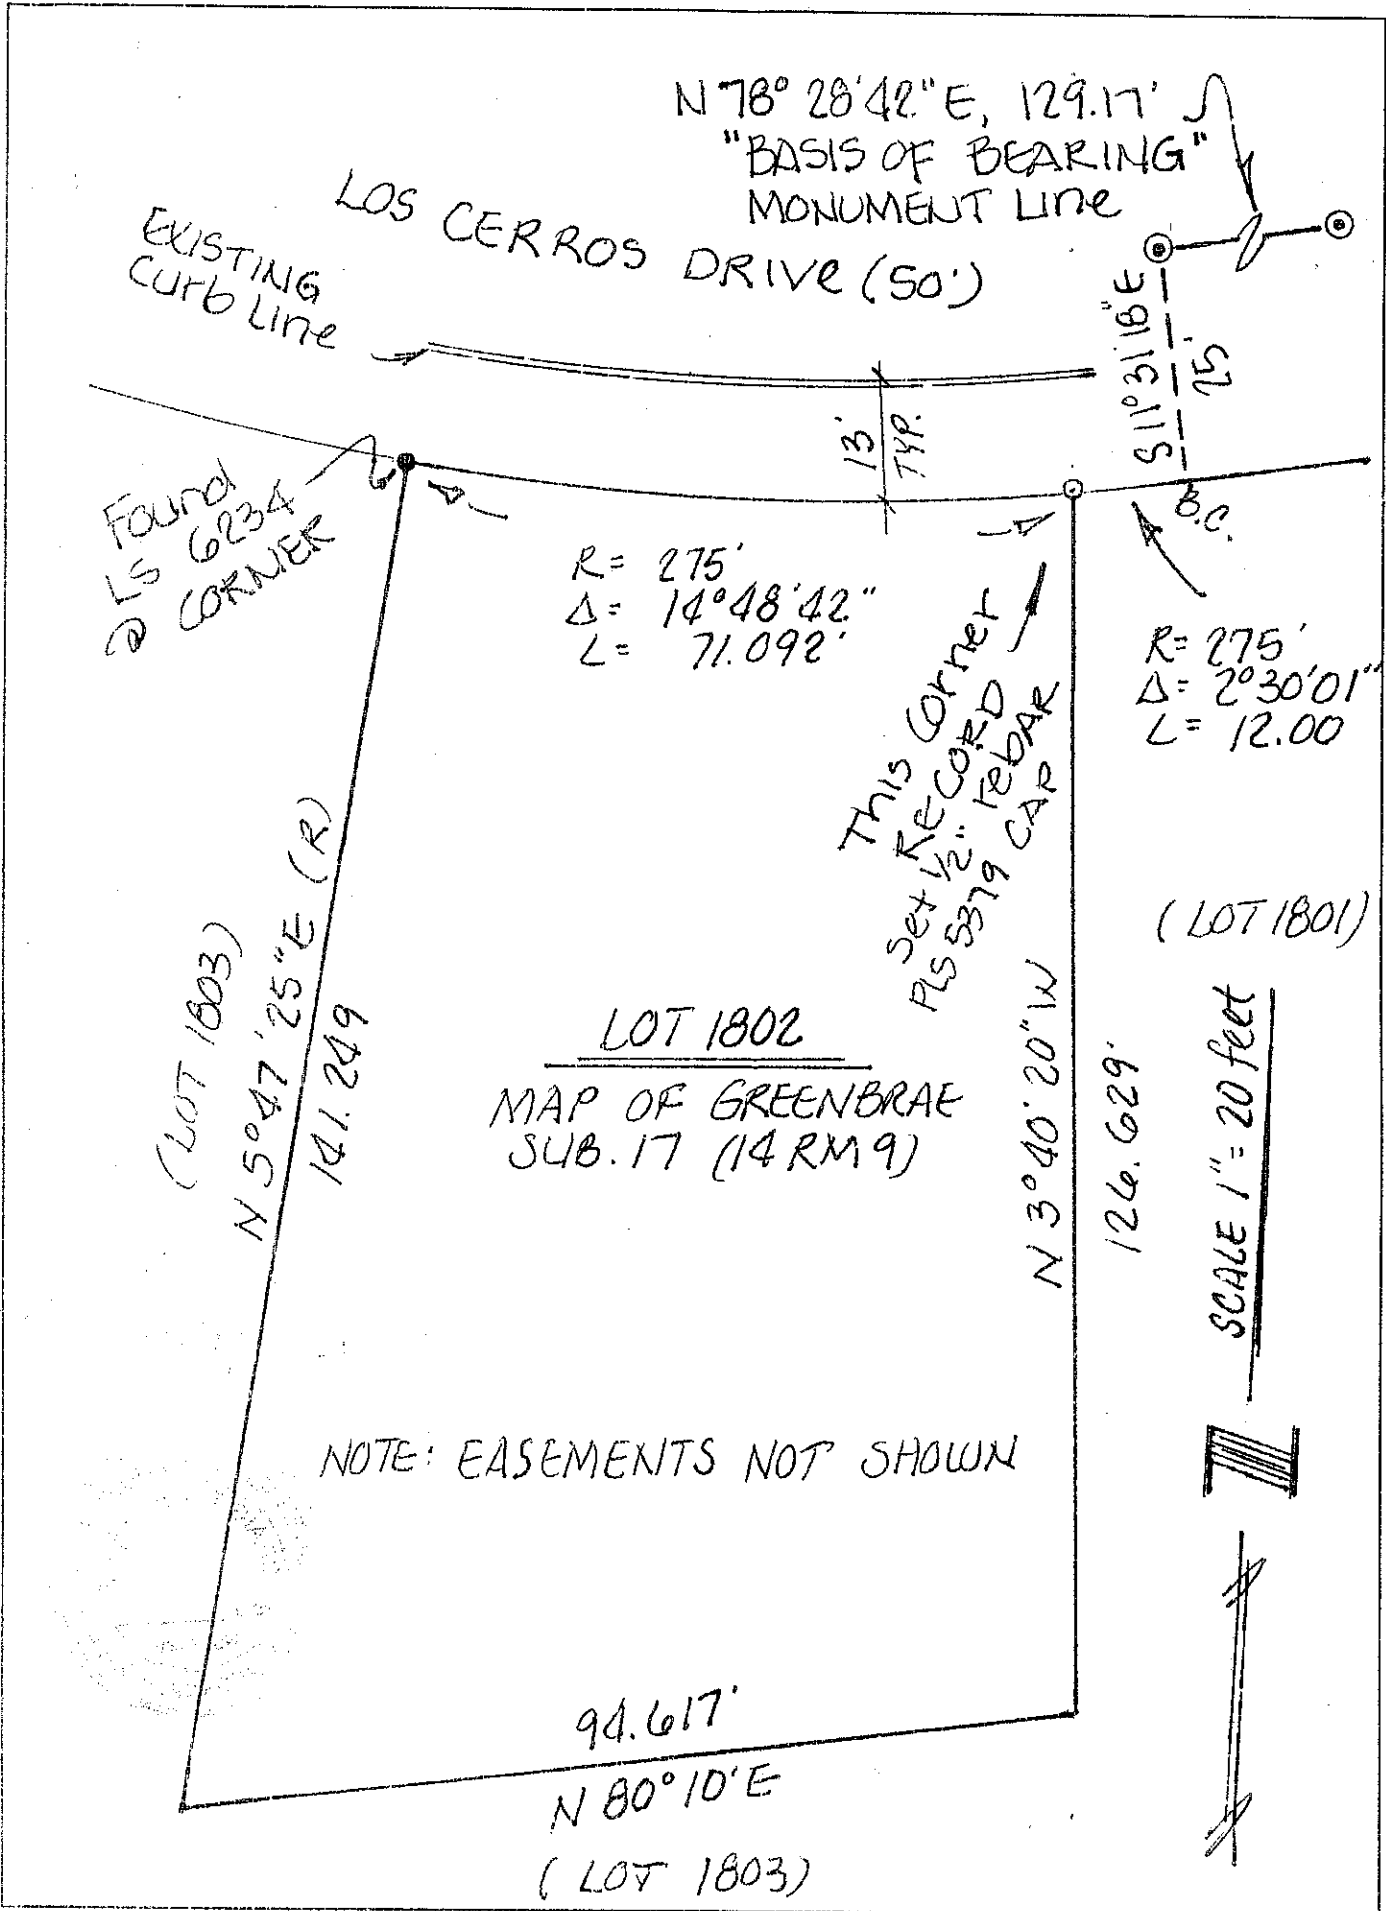 N 78° 28'42" E, 129.17'
"BASIS OF BEARING"
MONUMENT Line
LOS CERROS DRIVe (50')
EXISTING
Curb Line
S 11° 31' 18" E
25'
13'
TYP.
B.C.
Found
LS 6234
@ CORNER
R= 275'
Δ= 14°48'42"
L= 71.092'
This Corner
RECORD
Set 1/2" rebAR
PLS 5379 CAP
R= 275'
Δ= 2°30'01"
L= 12.00
(LOT 1801)
(LOT 1803)
N 5°47'25"E (R)
141.249
LOT 1802
MAP OF GREENBRAE
SUB. 17 (14 RM 9)
N 3°40'20"W
126.629'
SCALE 1" = 20 feet
NOTE: EASEMENTS NOT SHOWN
N
94.617'
N 80°10'E
(LOT 1803)